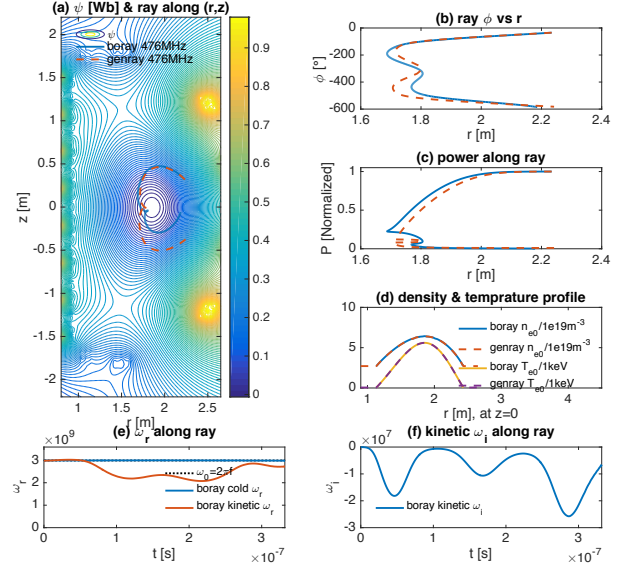 (a) ψ [Wb] & ray along (r,z)
ψ
boray 476MHz
genray 476MHz
z [m]
2
1.5
1
0.5
0
-0.5
-1
-1.5
1
1.5
2
2.5
r [m]
0.9
0.8
0.7
0.6
0.5
0.4
0.3
0.2
0.1
0
(b) ray ϕ vs r
ϕ [°]
0
-200
-400
-600
1.6
1.8
2
2.2
2.4
r [m]
(c) power along ray
P [Normalized]
1
0.5
0
1.6
1.8
2
2.2
2.4
r [m]
(d) density & temprature profile
15
10
5
0
boray n_e0/1e19m^-3
genray n_e0/1e19m^-3
boray T_e0/1keV
genray T_e0/1keV
1
2
3
4
r [m], at z=0
(e) ω_r along ray
×10^9
ω_r
4
3
2
1
0
ω_0=2πf
boray cold ω_r
boray kinetic ω_r
0
1
2
3
t [s]
×10^-7
(f) kinetic ω_i along ray
×10^7
ω_i
0
-1
-2
-3
boray kinetic ω_i
0
1
2
3
t [s]
×10^-7